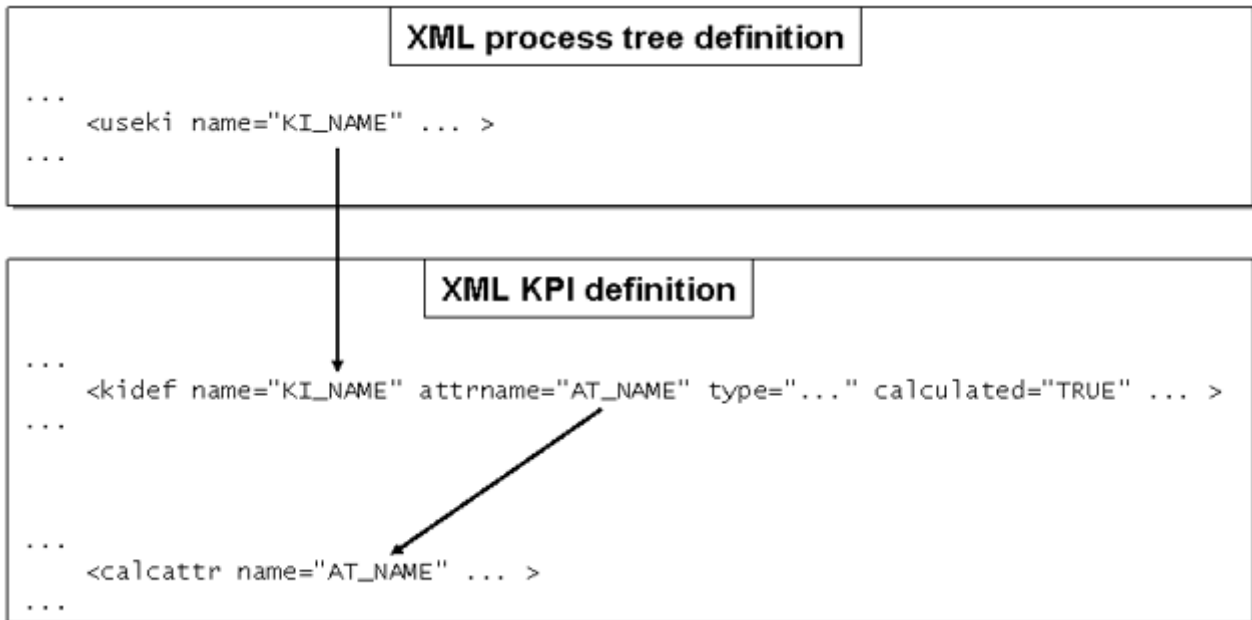 XML process tree definition
...
<useki name="KI_NAME" ... >
...
XML KPI definition
...
<kidef name="KI_NAME" attrname="AT_NAME" type="..." calculated="TRUE" ... >
...
...
<calcattr name="AT_NAME" ... >
...